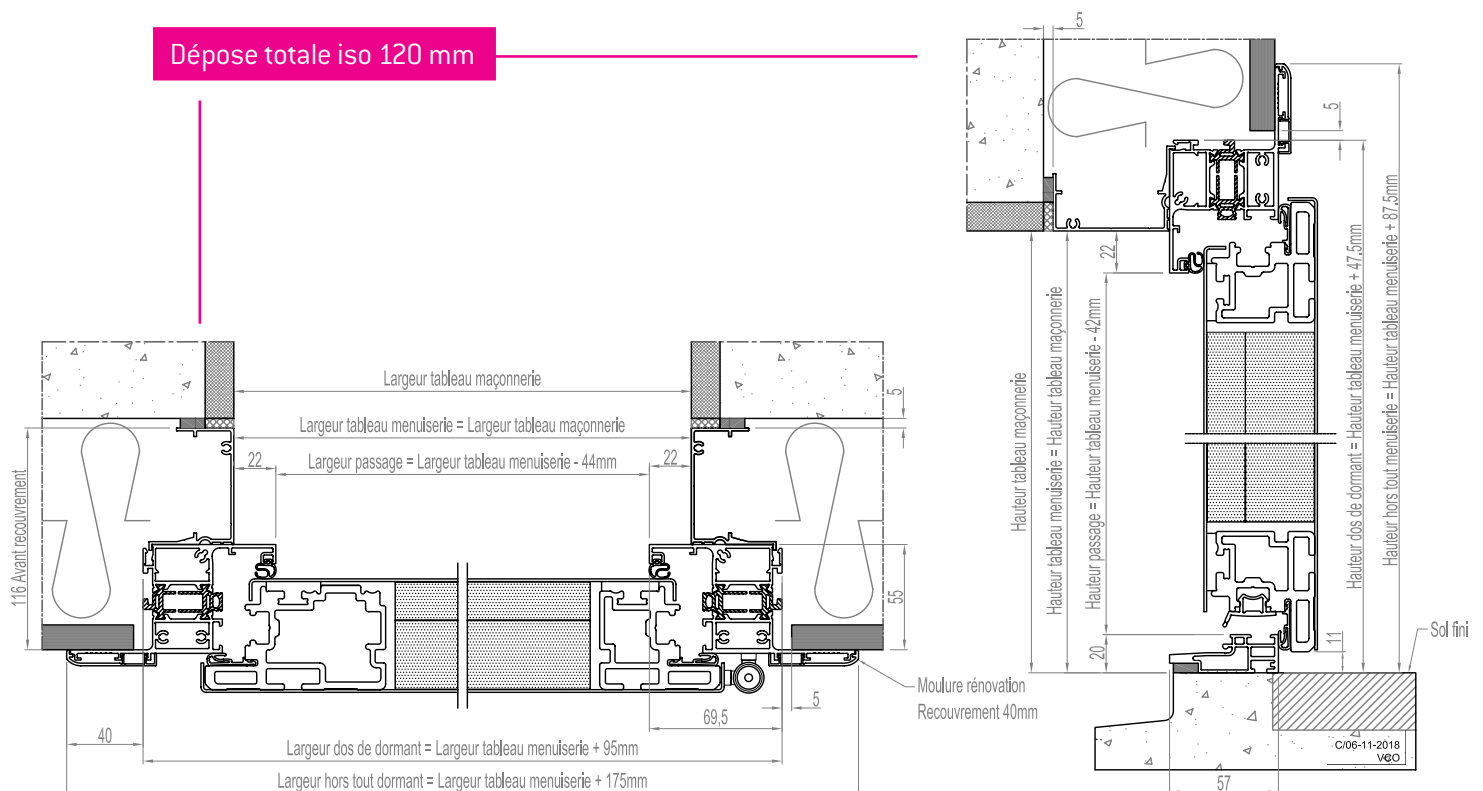 Dépose totale iso 120 mm
Largeur tableau maçonnerie
5
Largeur tableau menuiserie = Largeur tableau maçonnerie
22
Largeur passage = Largeur tableau menuiserie - 44mm
22
116 Avant recouvrement
55
Moulure rénovation
Recouvrement 40mm
5
69,5
40
Largeur dos de dormant = Largeur tableau menuiserie + 95mm
Largeur hors tout dormant = Largeur tableau menuiserie + 175mm
5
5
22
Hauteur tableau maçonnerie
Hauteur tableau menuiserie = Hauteur tableau maçonnerie
Hauteur passage = Hauteur tableau menuiserie - 42mm
Hauteur dos de dormant = Hauteur tableau menuiserie + 47.5mm
Hauteur hors tout menuiserie = Hauteur tableau menuiserie + 87.5mm
20
11
Sol fini
C/06-11-2018
VCO
57